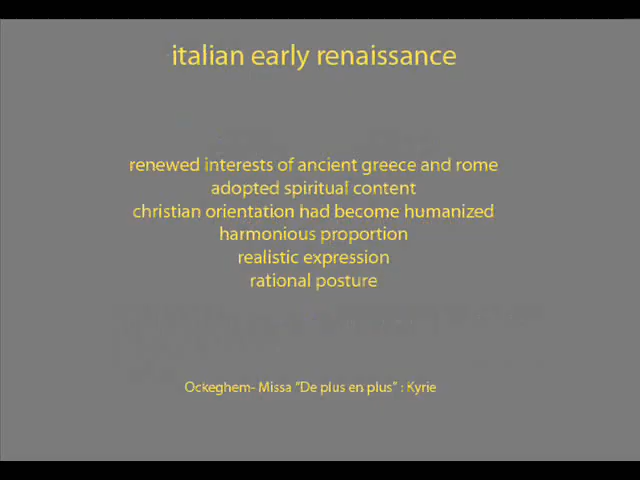 italian early renaissance
renewed interests of ancient greece and rome
adopted spiritual content
christian orientation had become humanized
harmonious proportion
realistic expression
rational posture
Ockeghem- Missa "De plus en plus" : Kyrie